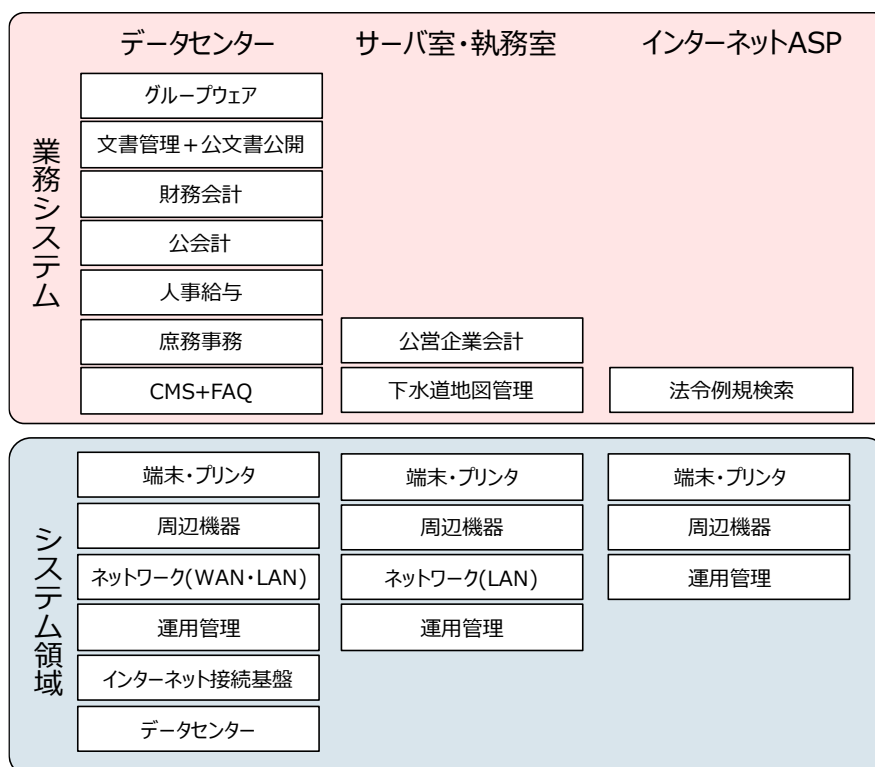 データセンター
サーバ室・執務室
インターネットASP
業務システム
グループウェア
文書管理＋公文書公開
財務会計
公会計
人事給与
庶務事務
公営企業会計
CMS+FAQ
下水道地図管理
法令例規検索
システム領域
端末・プリンタ
端末・プリンタ
端末・プリンタ
周辺機器
周辺機器
周辺機器
ネットワーク(WAN・LAN)
ネットワーク(LAN)
運用管理
運用管理
運用管理
インターネット接続基盤
データセンター